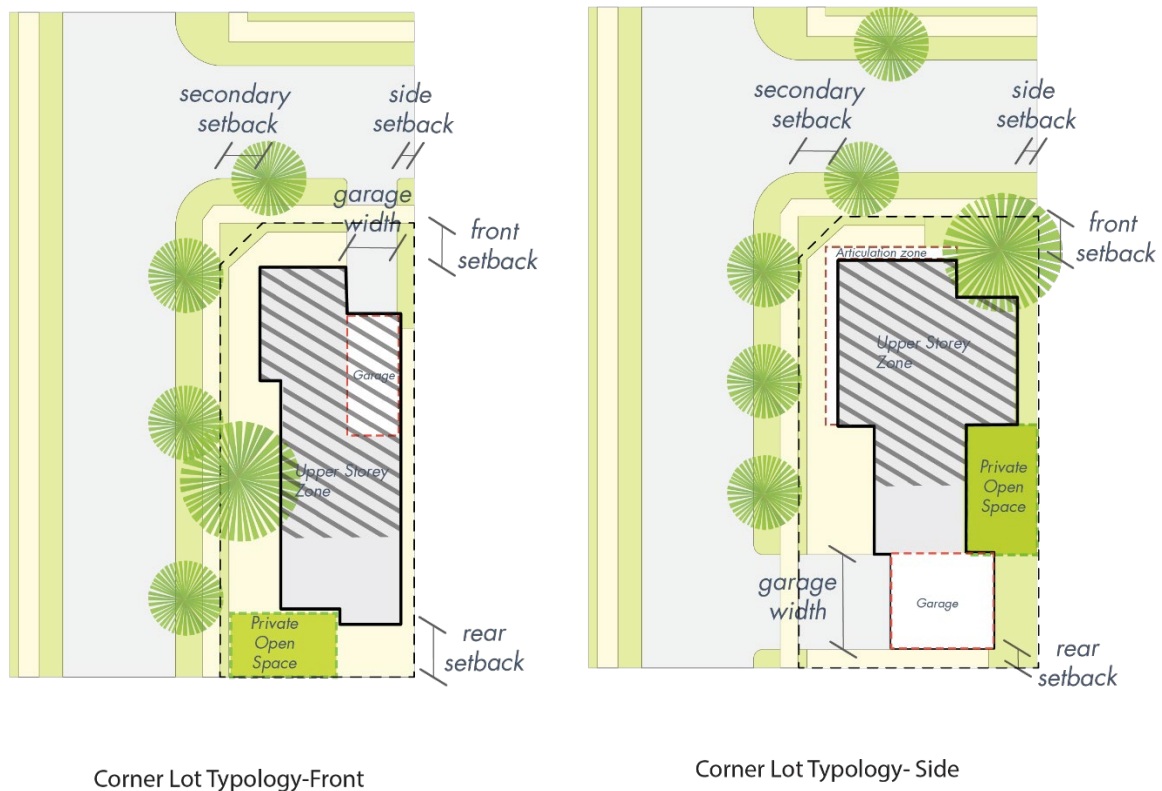 secondary
setback
side
setback
garage
width
front
setback
Garage
Upper Storey
Zone
Private
Open
Space
rear
setback
Corner Lot Typology-Front
secondary
setback
side
setback
front
setback
Articulation zone
Upper Storey
Zone
Private
Open
Space
garage
width
Garage
rear
setback
Corner Lot Typology- Side